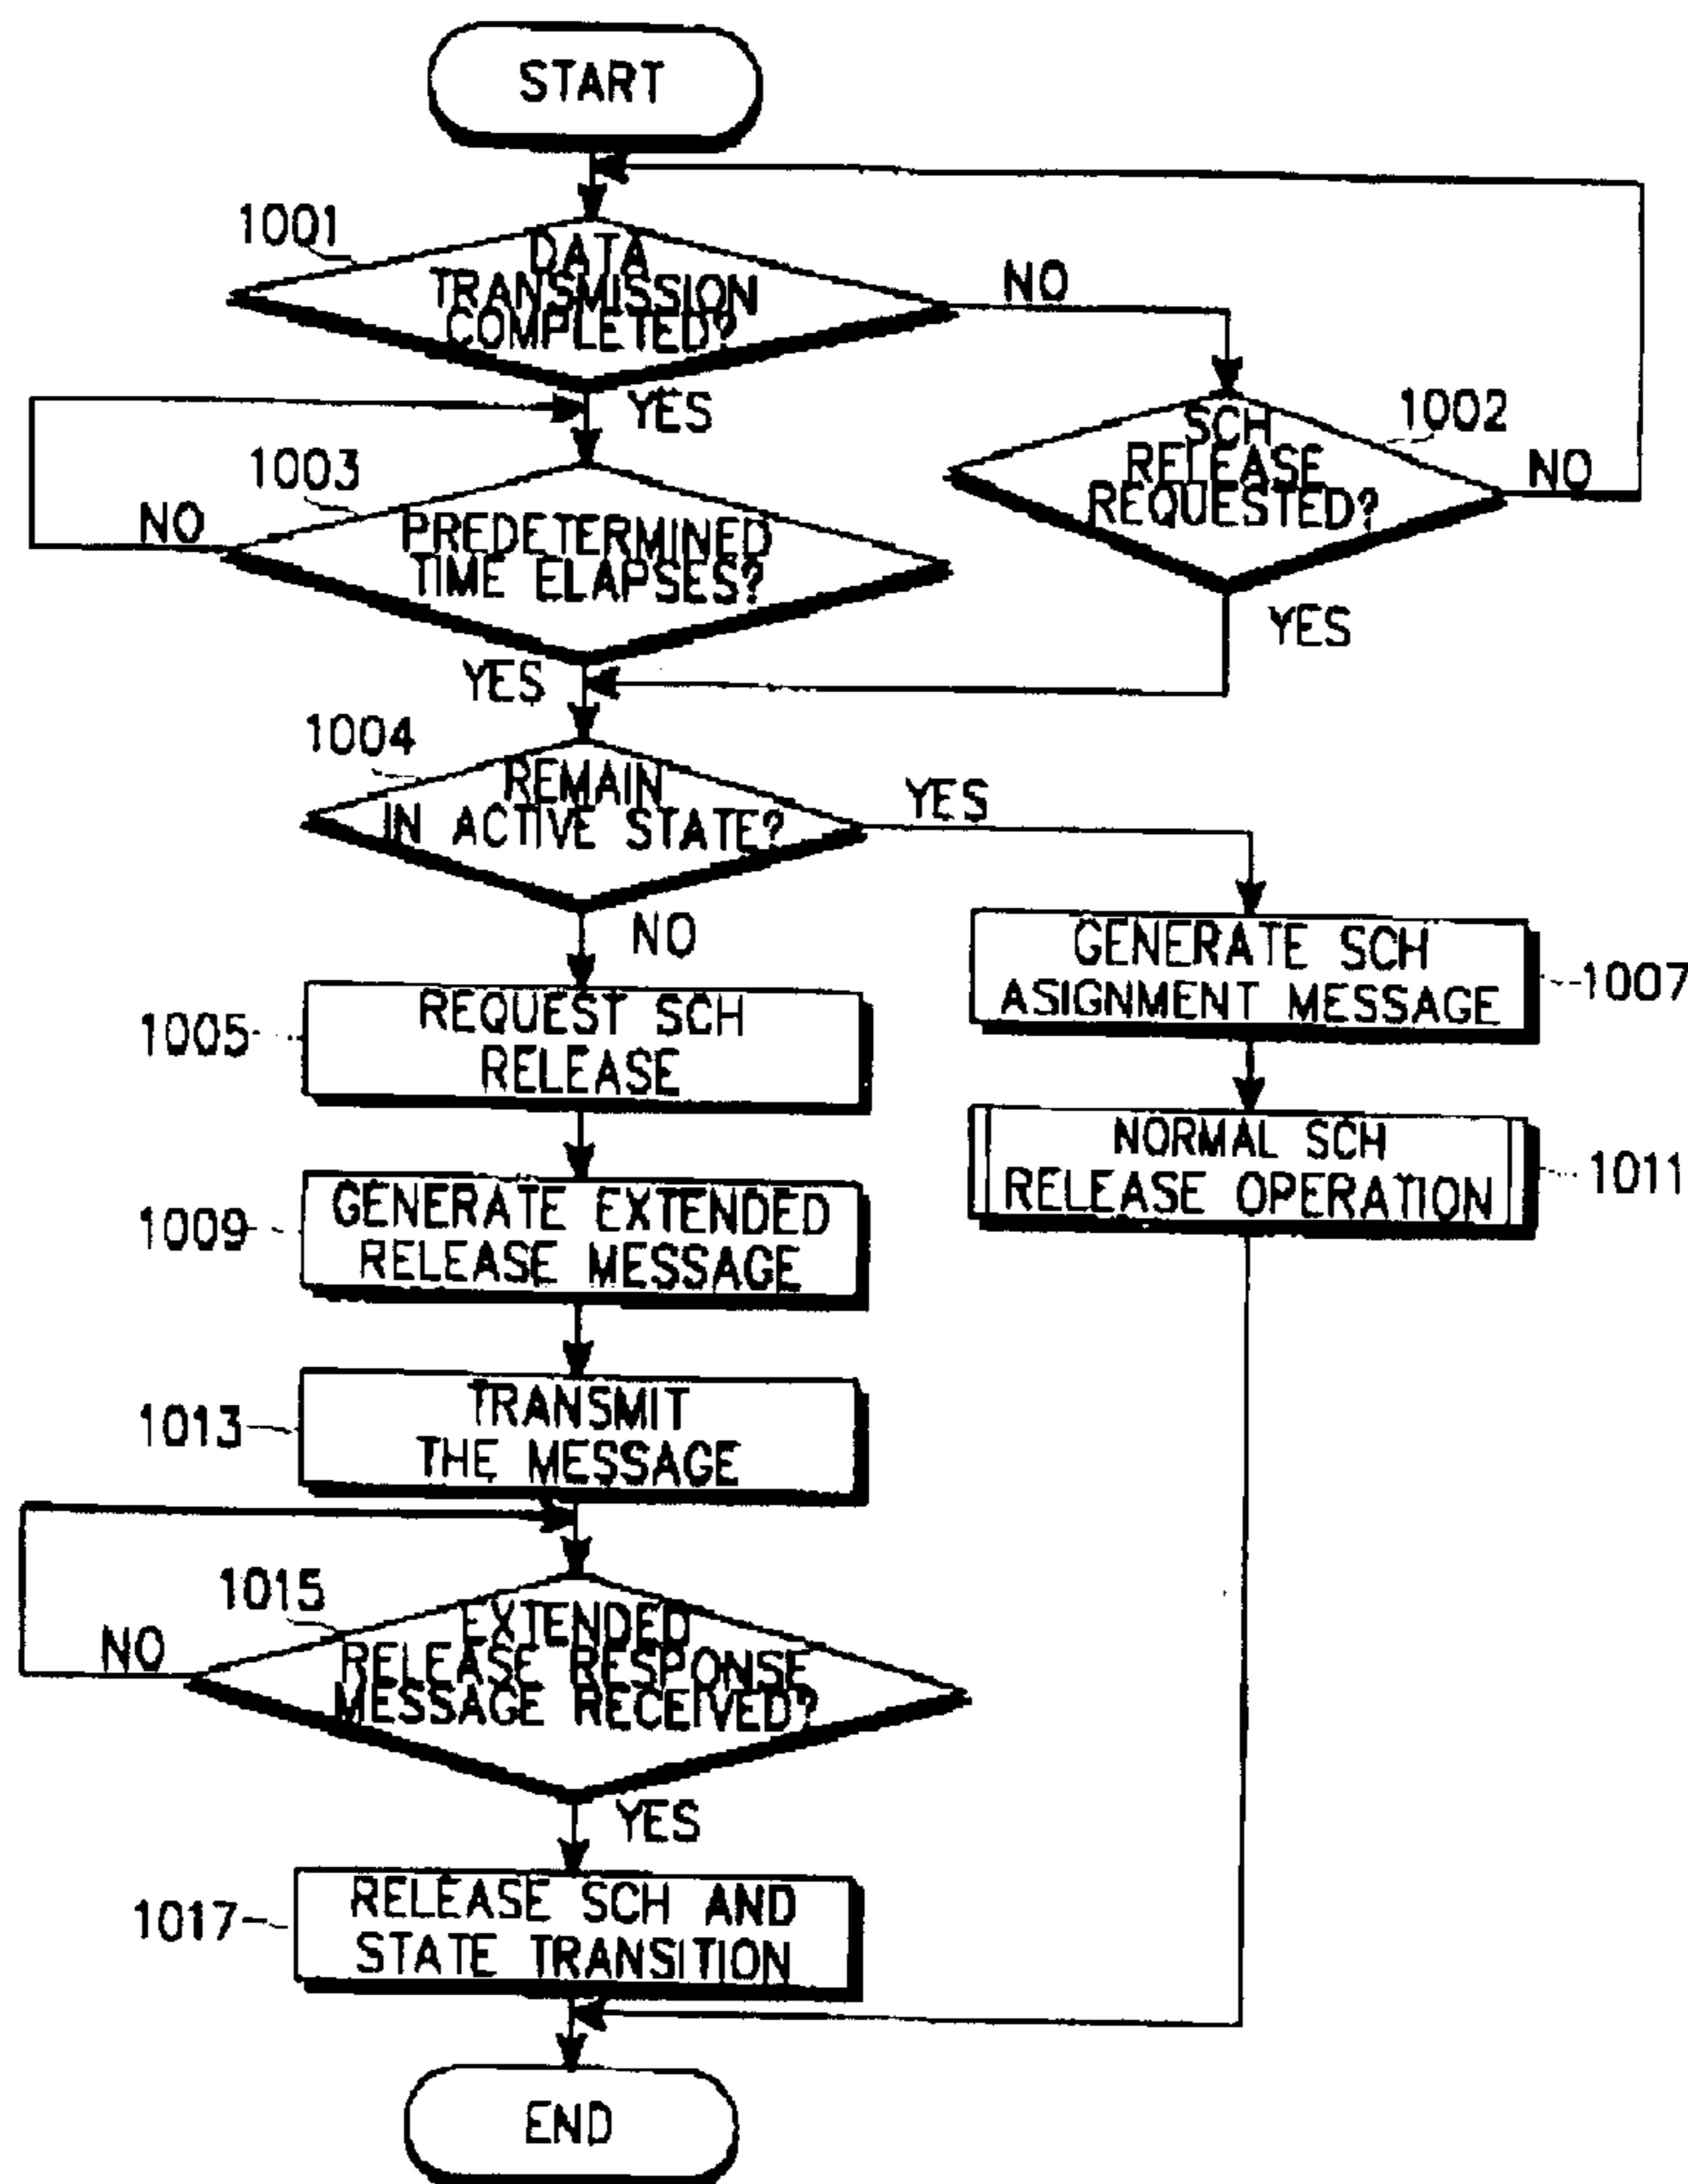 START
1001
DATA
TRANSMISSION
COMPLETED?
NO
YES
1002
SCH
RELEASE
REQUESTED?
NO
YES
1003
NO
PREDETERMINED
TIME ELAPSES?
YES
1004
REMAIN
IN ACTIVE STATE?
YES
NO
GENERATE SCH
ASIGNMENT MESSAGE
1007
1005
REQUEST SCH
RELEASE
NORMAL SCH
RELEASE OPERATION
1011
1009
GENERATE EXTENDED
RELEASE MESSAGE
1013
TRANSMIT
THE MESSAGE
1015
NO
EXTENDED
RELEASE RESPONSE
MESSAGE RECEIVED?
YES
1017
RELEASE SCH AND
STATE TRANSITION
END